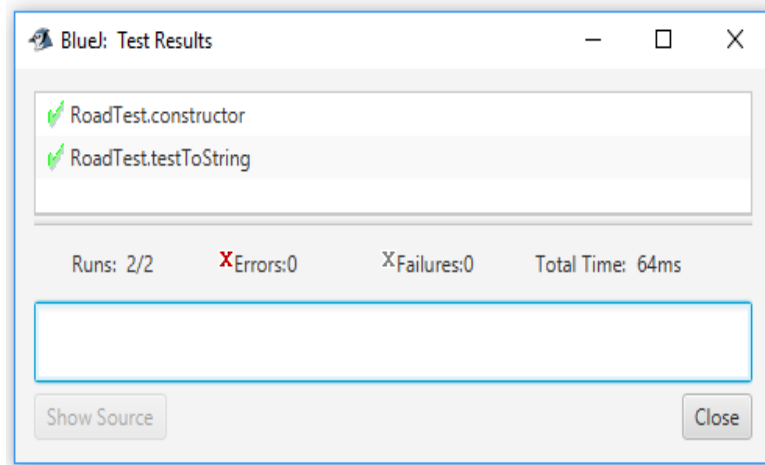 BlueJ: Test Results
RoadTest.constructor
RoadTest.testToString
Runs: 2/2 X Errors:0 X Failures:0 Total Time: 64ms
Show Source Close